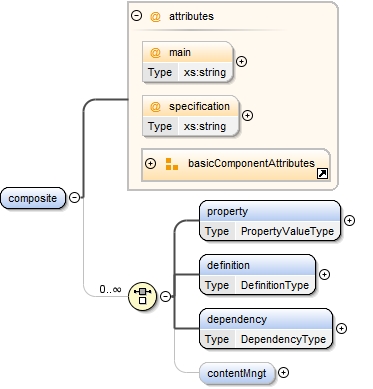 @ attributes
@ main
Type xs:string
@ specification
Type xs:string
basicComponentAttributes
composite
0..∞
property
Type PropertyValueType
definition
Type DefinitionType
dependency
Type DependencyType
contentMngt